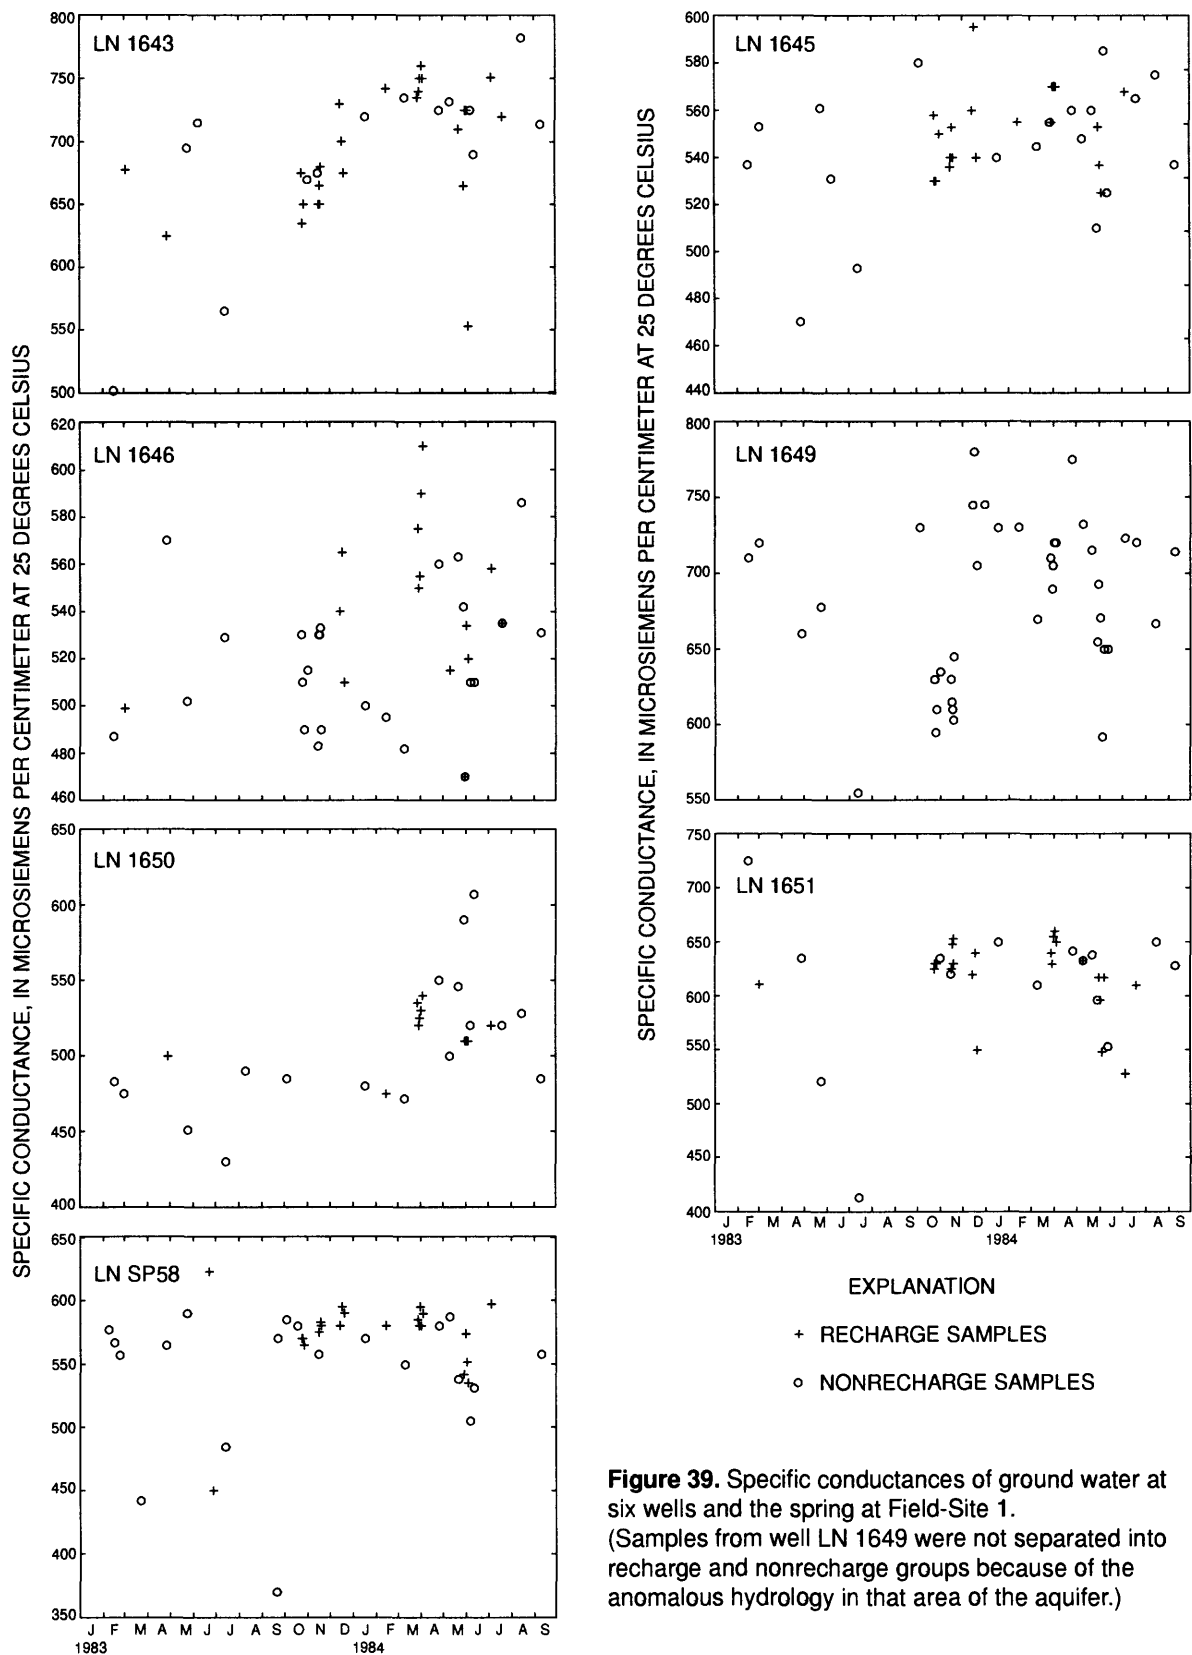 SPECIFIC CONDUCTANCE, IN MICROSIEMENS PER CENTIMETER AT 25 DEGREES CELSIUS
LN 1643
800
750
700
650
600
550
500
LN 1646
620
600
580
560
540
520
500
480
460
LN 1650
650
600
550
500
450
400
LN SP58
650
600
550
500
450
400
350
J F M A M J J A S O N D J F M A M J J A S
1983 1984
SPECIFIC CONDUCTANCE, IN MICROSIEMENS PER CENTIMETER AT 25 DEGREES CELSIUS
LN 1645
600
580
560
540
520
500
480
460
440
LN 1649
800
750
700
650
600
550
LN 1651
750
700
650
600
550
500
450
400
J F M A M J J A S O N D J F M A M J J A S
1983 1984
EXPLANATION
+ RECHARGE SAMPLES
o NONRECHARGE SAMPLES
Figure 39. Specific conductances of ground water at
six wells and the spring at Field-Site 1.
(Samples from well LN 1649 were not separated into
recharge and nonrecharge groups because of the
anomalous hydrology in that area of the aquifer.)